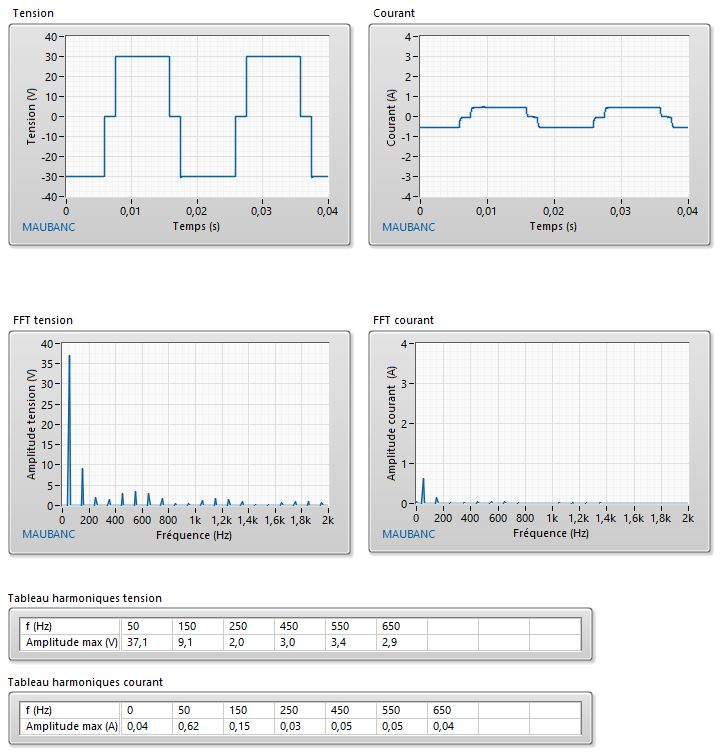 Tension
Courant
40
30
20
10
0
-10
-20
-30
-40
Tension (V)
0 0,01 0,02 0,03 0,04
MAUBANC Temps (s)
4
3
2
1
0
-1
-2
-3
-4
Courant (A)
0 0,01 0,02 0,03 0,04
MAUBANC Temps (s)
FFT tension
FFT courant
40
35
30
25
20
15
10
5
0
Amplitude tension (V)
0 200 400 600 800 1k 1,2k 1,4k 1,6k 1,8k 2k
MAUBANC Fréquence (Hz)
4
3
2
1
0
Amplitude courant (A)
0 200 400 600 800 1k 1,2k 1,4k 1,6k 1,8k 2k
MAUBANC Fréquence (Hz)
Tableau harmoniques tension
f (Hz) 50 150 250 450 550 650
Amplitude max (V) 37,1 9,1 2,0 3,0 3,4 2,9
Tableau harmoniques courant
f (Hz) 0 50 150 250 450 550 650
Amplitude max (A) 0,04 0,62 0,15 0,03 0,05 0,05 0,04